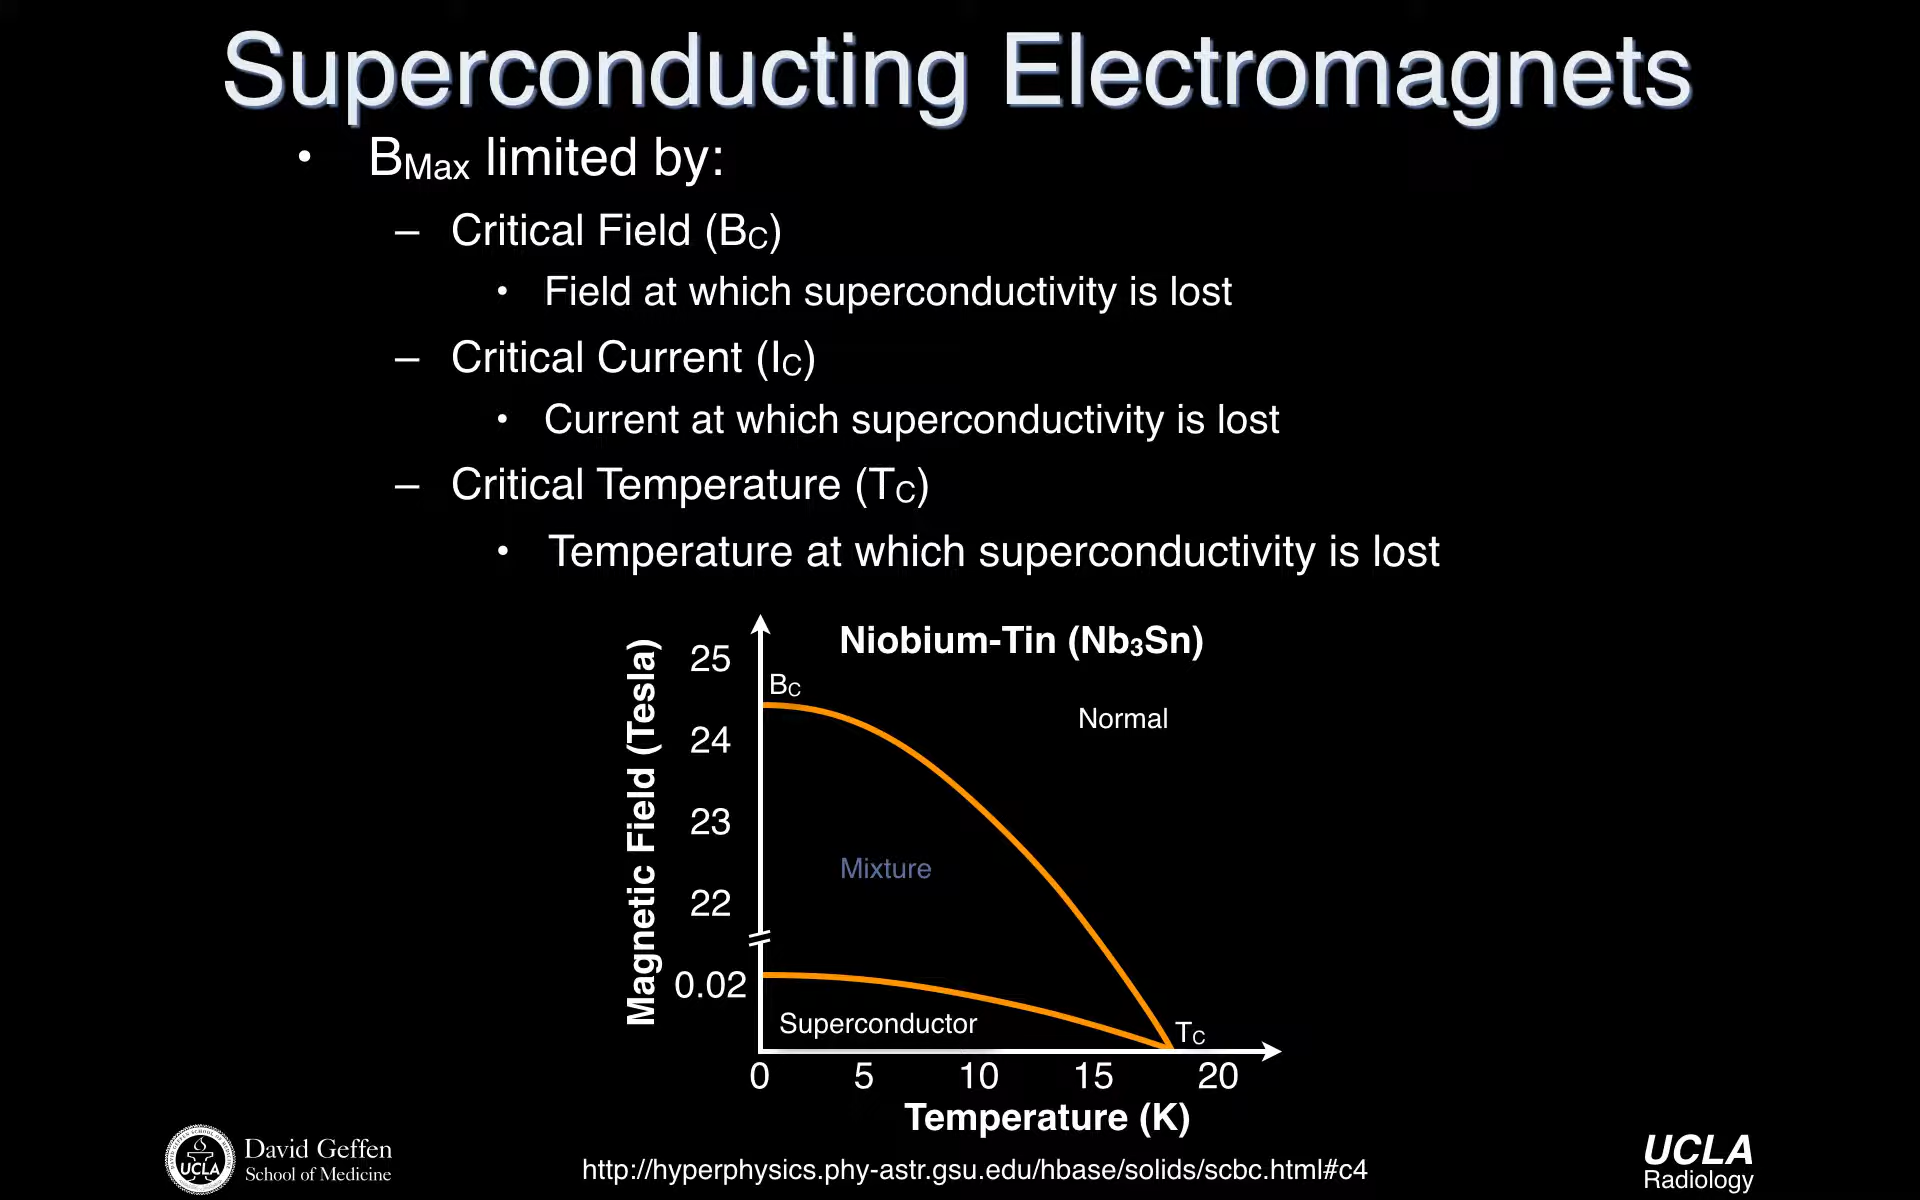 Superconducting Electromagnets
• BMax limited by:
– Critical Field (BC)
• Field at which superconductivity is lost
– Critical Current (IC)
• Current at which superconductivity is lost
– Critical Temperature (TC)
• Temperature at which superconductivity is lost
Niobium-Tin (Nb3Sn)
Magnetic Field (Tesla)
25
24
23
22
0.02
BC
Normal
Mixture
Superconductor
TC
0 5 10 15 20
Temperature (K)
UCLA
David Geffen
School of Medicine
http://hyperphysics.phy-astr.gsu.edu/hbase/solids/scbc.html#c4
UCLA
Radiology